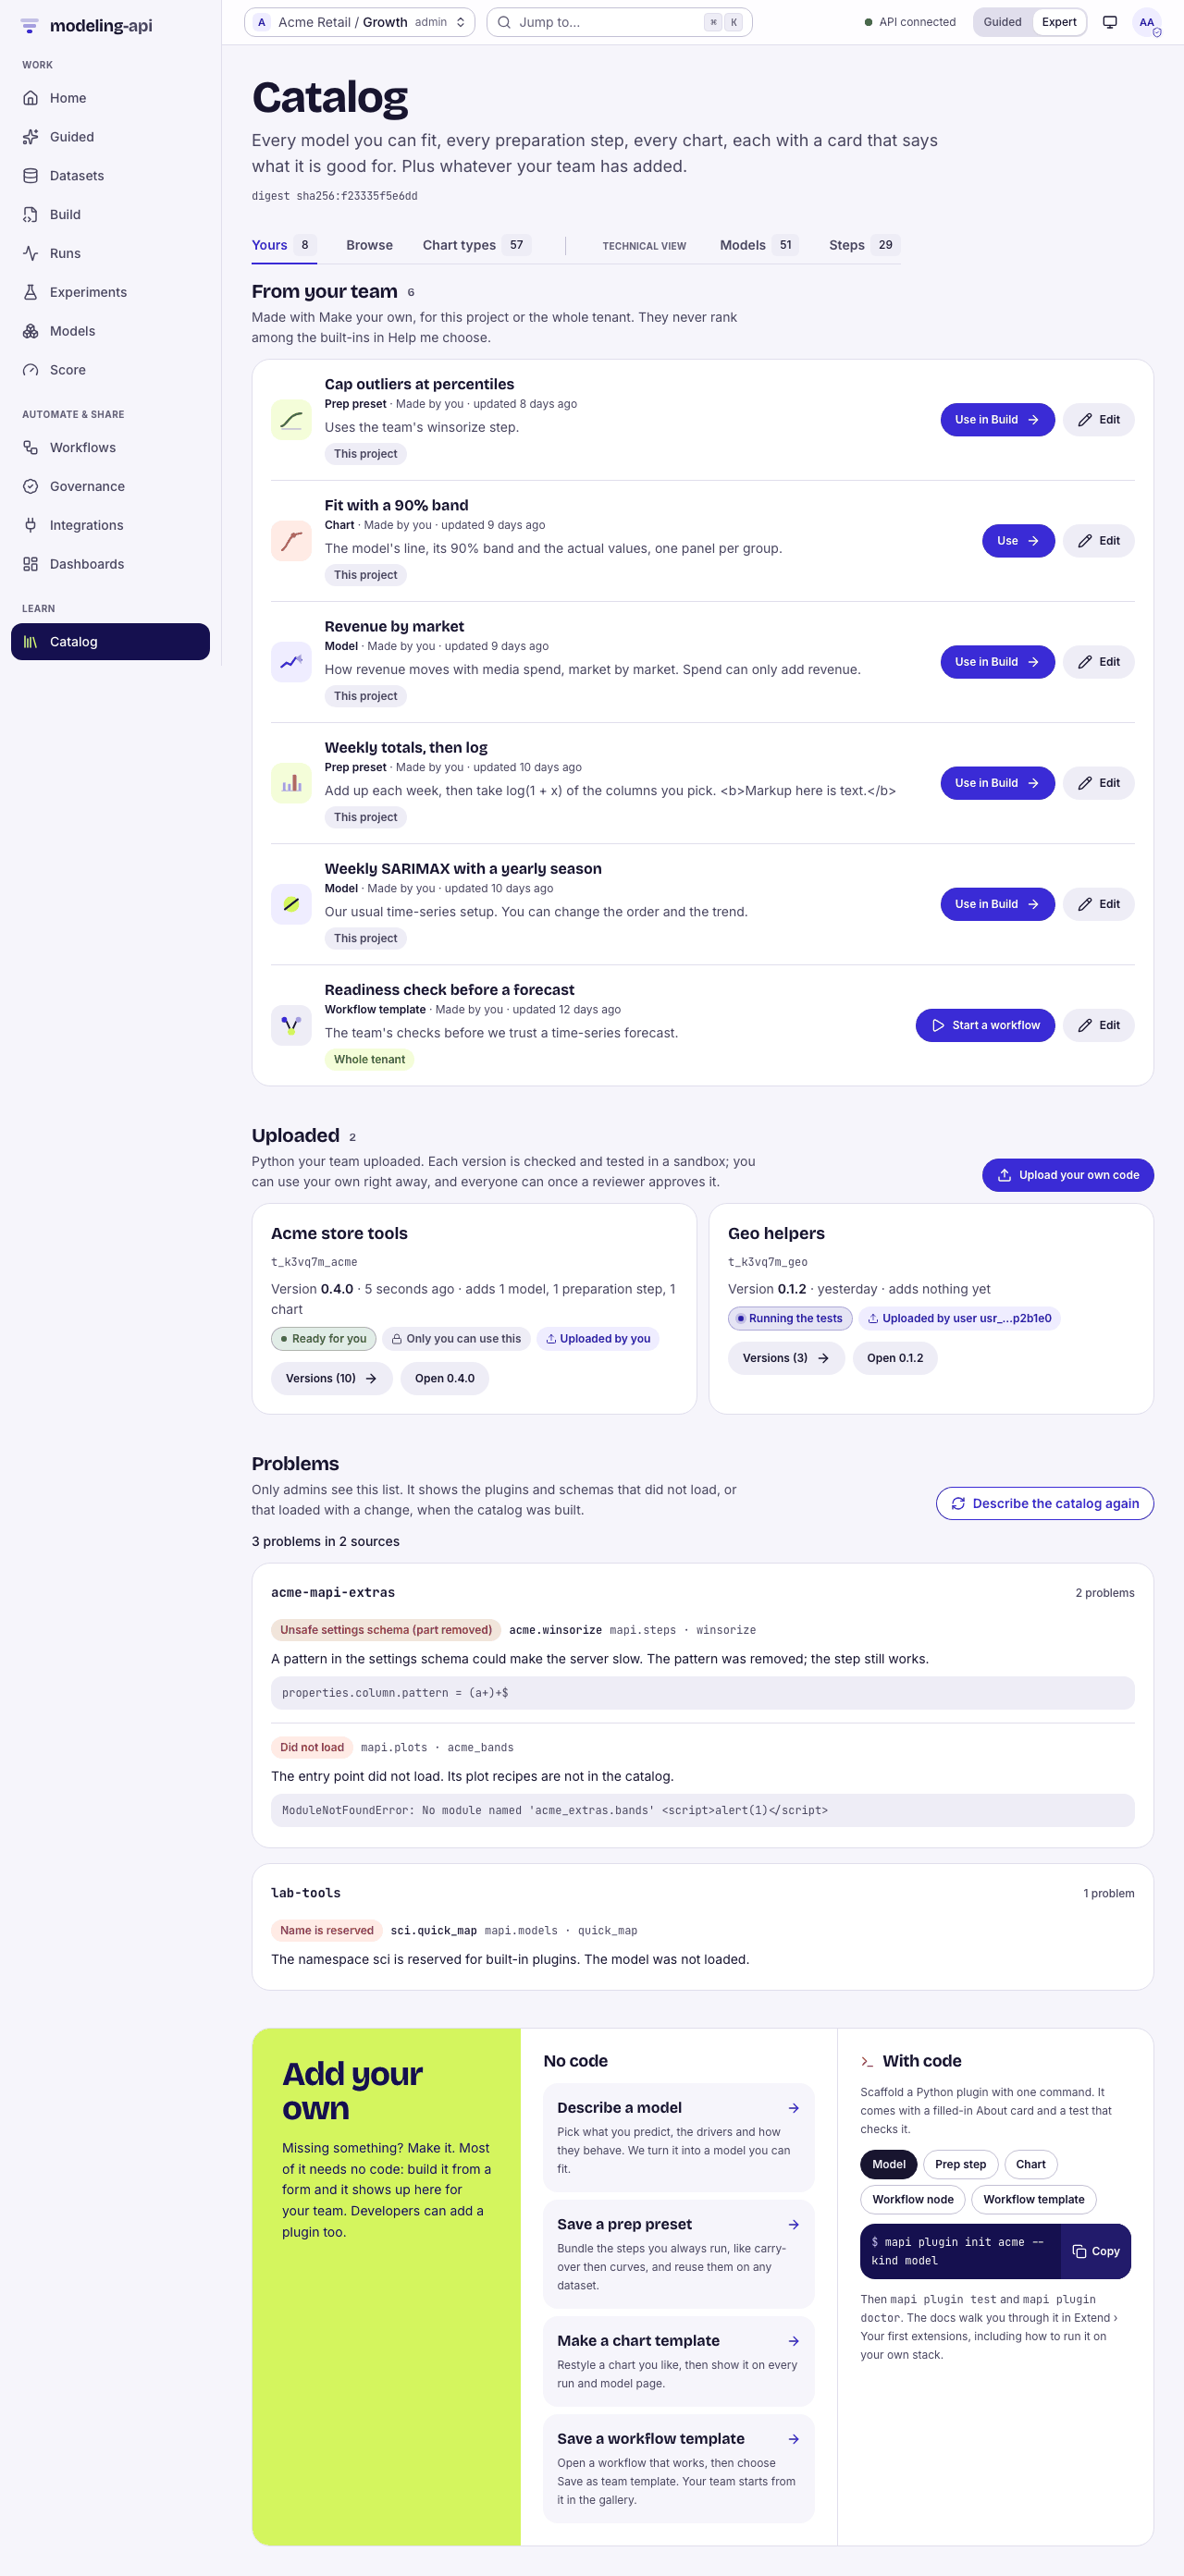 modeling-api
WORK
Home
Guided
Datasets
Build
Runs
Experiments
Models
Score
AUTOMATE & SHARE
Workflows
Governance
Integrations
Dashboards
LEARN
Catalog
A Acme Retail / Growth admin
Jump to... ⌘ K
API connected
Guided Expert
AA
Catalog
Every model you can fit, every preparation step, every chart, each with a card that says
what it is good for. Plus whatever your team has added.
digest sha256:f23335f5e6dd
Yours 8 Browse Chart types 57 TECHNICAL VIEW Models 51 Steps 29
From your team 6
Made with Make your own, for this project or the whole tenant. They never rank
among the built-ins in Help me choose.
Cap outliers at percentiles
Prep preset · Made by you · updated 8 days ago
Uses the team's winsorize step.
This project
Use in Build → Edit
Fit with a 90% band
Chart · Made by you · updated 9 days ago
The model's line, its 90% band and the actual values, one panel per group.
This project
Use → Edit
Revenue by market
Model · Made by you · updated 9 days ago
How revenue moves with media spend, market by market. Spend can only add revenue.
This project
Use in Build → Edit
Weekly totals, then log
Prep preset · Made by you · updated 10 days ago
Add up each week, then take log(1 + x) of the columns you pick. <b>Markup here is text.</b>
This project
Use in Build → Edit
Weekly SARIMAX with a yearly season
Model · Made by you · updated 10 days ago
Our usual time-series setup. You can change the order and the trend.
This project
Use in Build → Edit
Readiness check before a forecast
Workflow template · Made by you · updated 12 days ago
The team's checks before we trust a time-series forecast.
Whole tenant
Start a workflow Edit
Uploaded 2
Python your team uploaded. Each version is checked and tested in a sandbox; you
can use your own right away, and everyone can once a reviewer approves it.
Upload your own code
Acme store tools
t_k3vq7m_acme
Version 0.4.0 · 5 seconds ago · adds 1 model, 1 preparation step, 1
chart
Ready for you Only you can use this Uploaded by you
Versions (10) → Open 0.4.0
Geo helpers
t_k3vq7m_geo
Version 0.1.2 · yesterday · adds nothing yet
Running the tests Uploaded by user usr_...p2b1e0
Versions (3) → Open 0.1.2
Problems
Only admins see this list. It shows the plugins and schemas that did not load, or
that loaded with a change, when the catalog was built.
Describe the catalog again
3 problems in 2 sources
acme-mapi-extras 2 problems
Unsafe settings schema (part removed) acme.winsorize mapi.steps · winsorize
A pattern in the settings schema could make the server slow. The pattern was removed; the step still works.
properties.column.pattern = (a+)+$
Did not load mapi.plots · acme_bands
The entry point did not load. Its plot recipes are not in the catalog.
ModuleNotFoundError: No module named 'acme_extras.bands' <script>alert(1)</script>
lab-tools 1 problem
Name is reserved sci.quick_map mapi.models · quick_map
The namespace sci is reserved for built-in plugins. The model was not loaded.
Add your
own
Missing something? Make it. Most
of it needs no code: build it from a
form and it shows up here for
your team. Developers can add a
plugin too.
No code
Describe a model →
Pick what you predict, the drivers and how
they behave. We turn it into a model you can
fit.
Save a prep preset →
Bundle the steps you always run, like carry-
over then curves, and reuse them on any
dataset.
Make a chart template →
Restyle a chart you like, then show it on every
run and model page.
Save a workflow template →
Open a workflow that works, then choose
Save as team template. Your team starts from
it in the gallery.
With code
Scaffold a Python plugin with one command. It
comes with a filled-in About card and a test that
checks it.
Model Prep step Chart
Workflow node Workflow template
$ mapi plugin init acme --
kind model
Copy
Then mapi plugin test and mapi plugin
doctor. The docs walk you through it in Extend ›
Your first extensions, including how to run it on
your own stack.